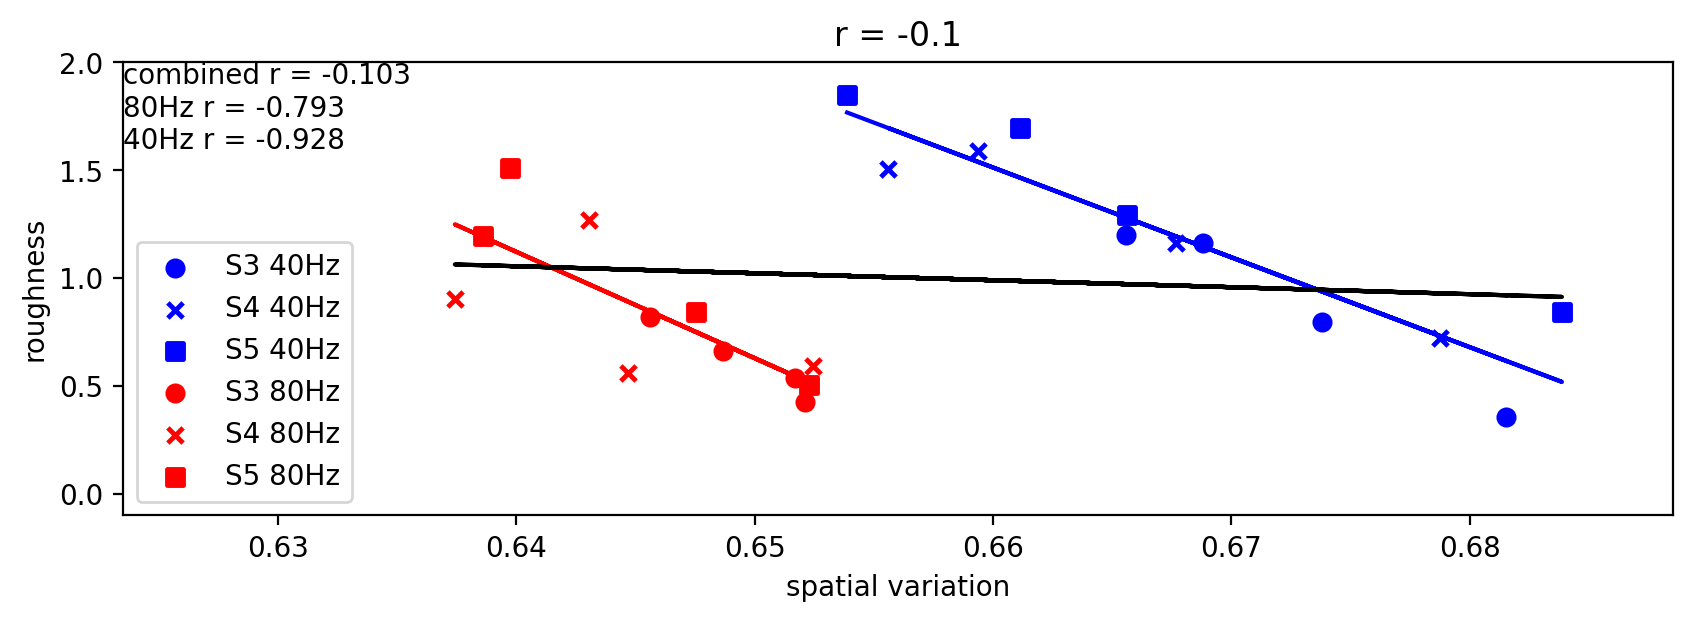 r = -0.1
combined r = -0.103
80Hz r = -0.793
40Hz r = -0.928
2.0
1.5
1.0
0.5
0.0
roughness
S3 40Hz
S4 40Hz
S5 40Hz
S3 80Hz
S4 80Hz
S5 80Hz
0.63 0.64 0.65 0.66 0.67 0.68
spatial variation